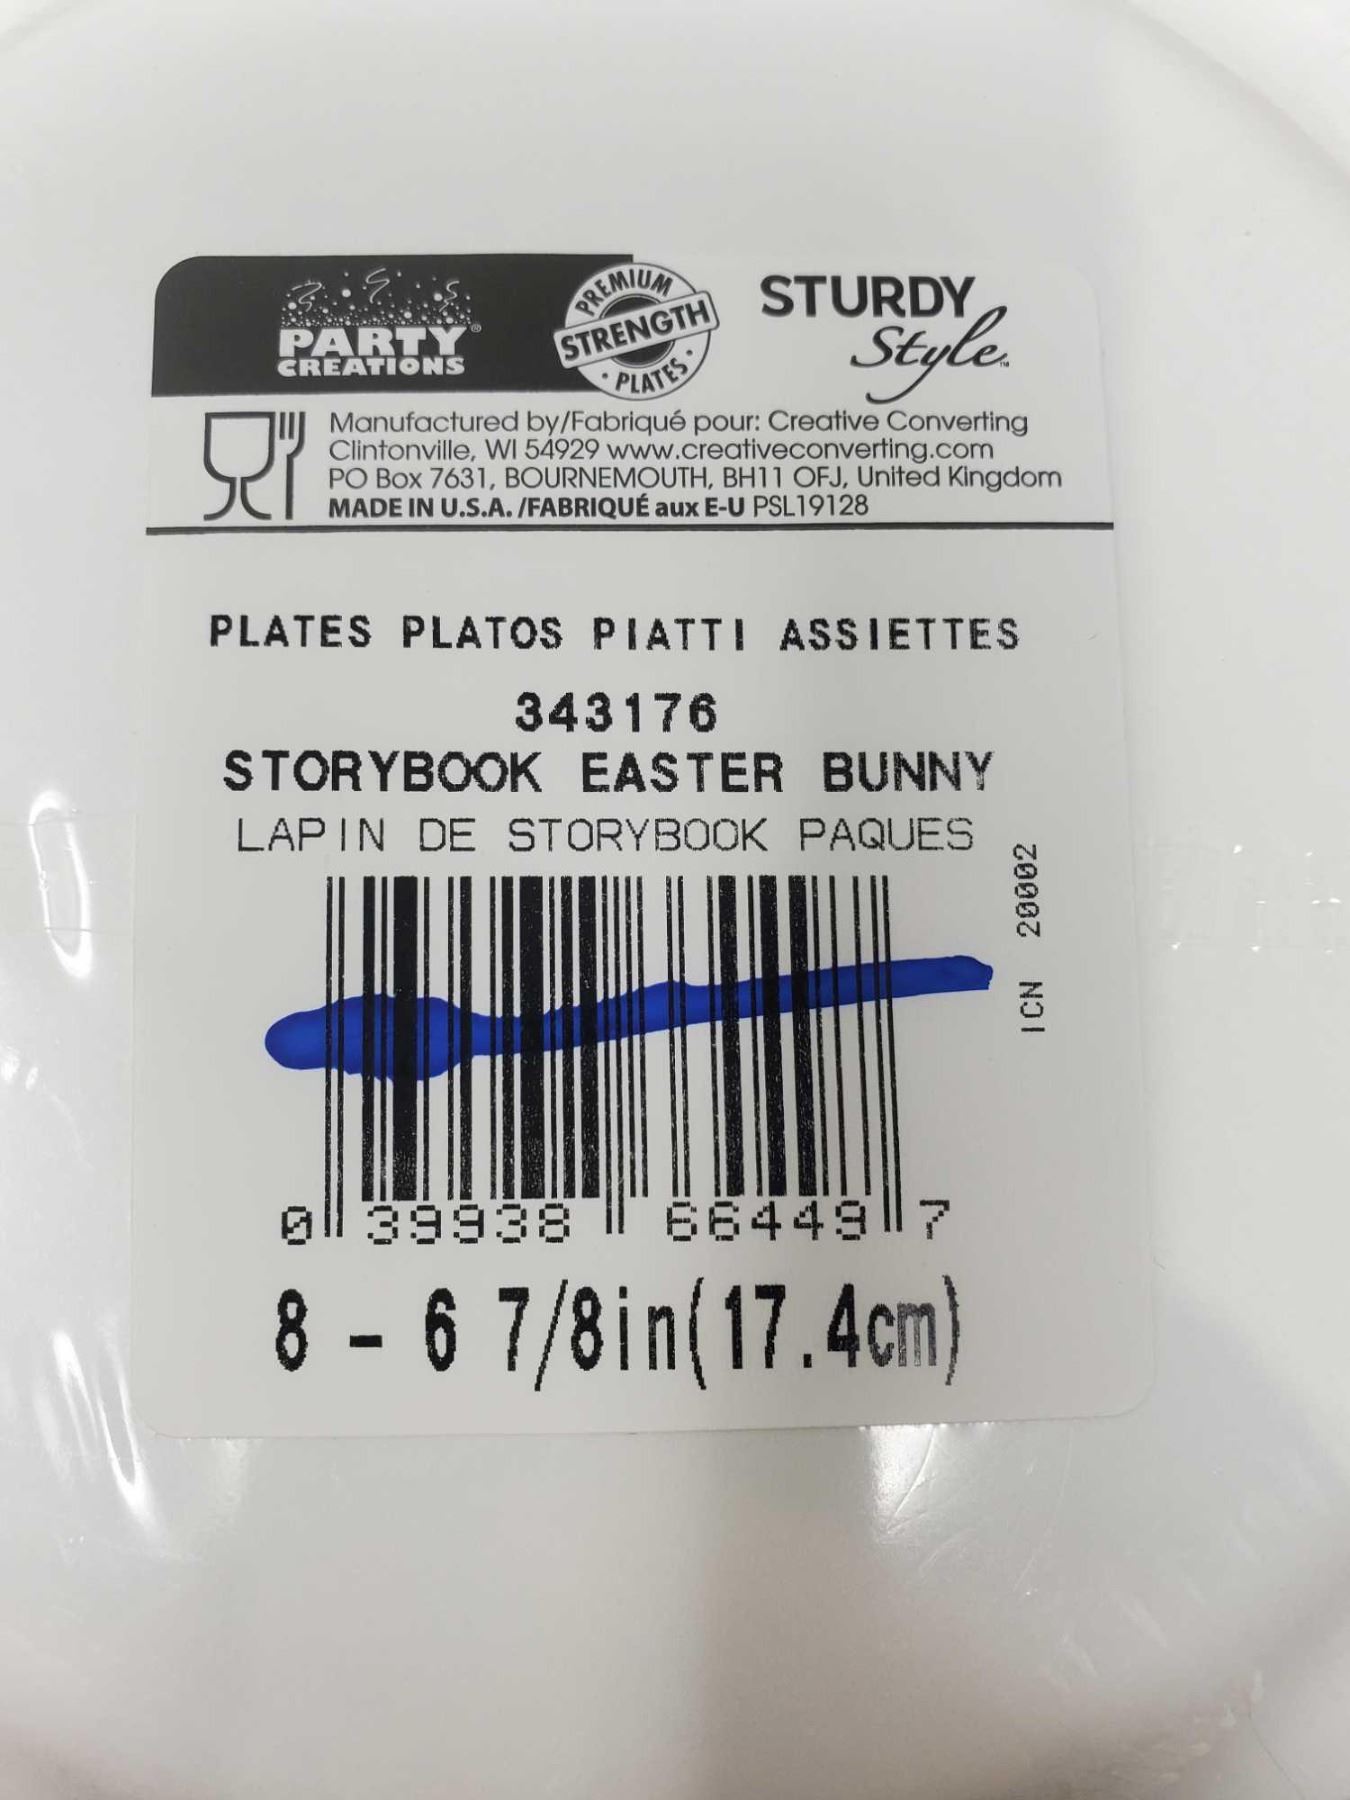 PARTY
CREATIONS®
PREMIUM
STRENGTH
• PLATES •
STURDY
Style™
Manufactured by/Fabriqué pour: Creative Converting
Clintonville, WI 54929 www.creativeconverting.com
PO Box 7631, BOURNEMOUTH, BH11 OFJ, United Kingdom
MADE IN U.S.A. /FABRIQUÉ aux E-U PSL19128
PLATES PLATOS PIATTI ASSIETTES
343176
STORYBOOK EASTER BUNNY
LAPIN DE STORYBOOK PAQUES
ICN 20002
0 39938 66449 7
8 - 6 7/8in(17.4cm)